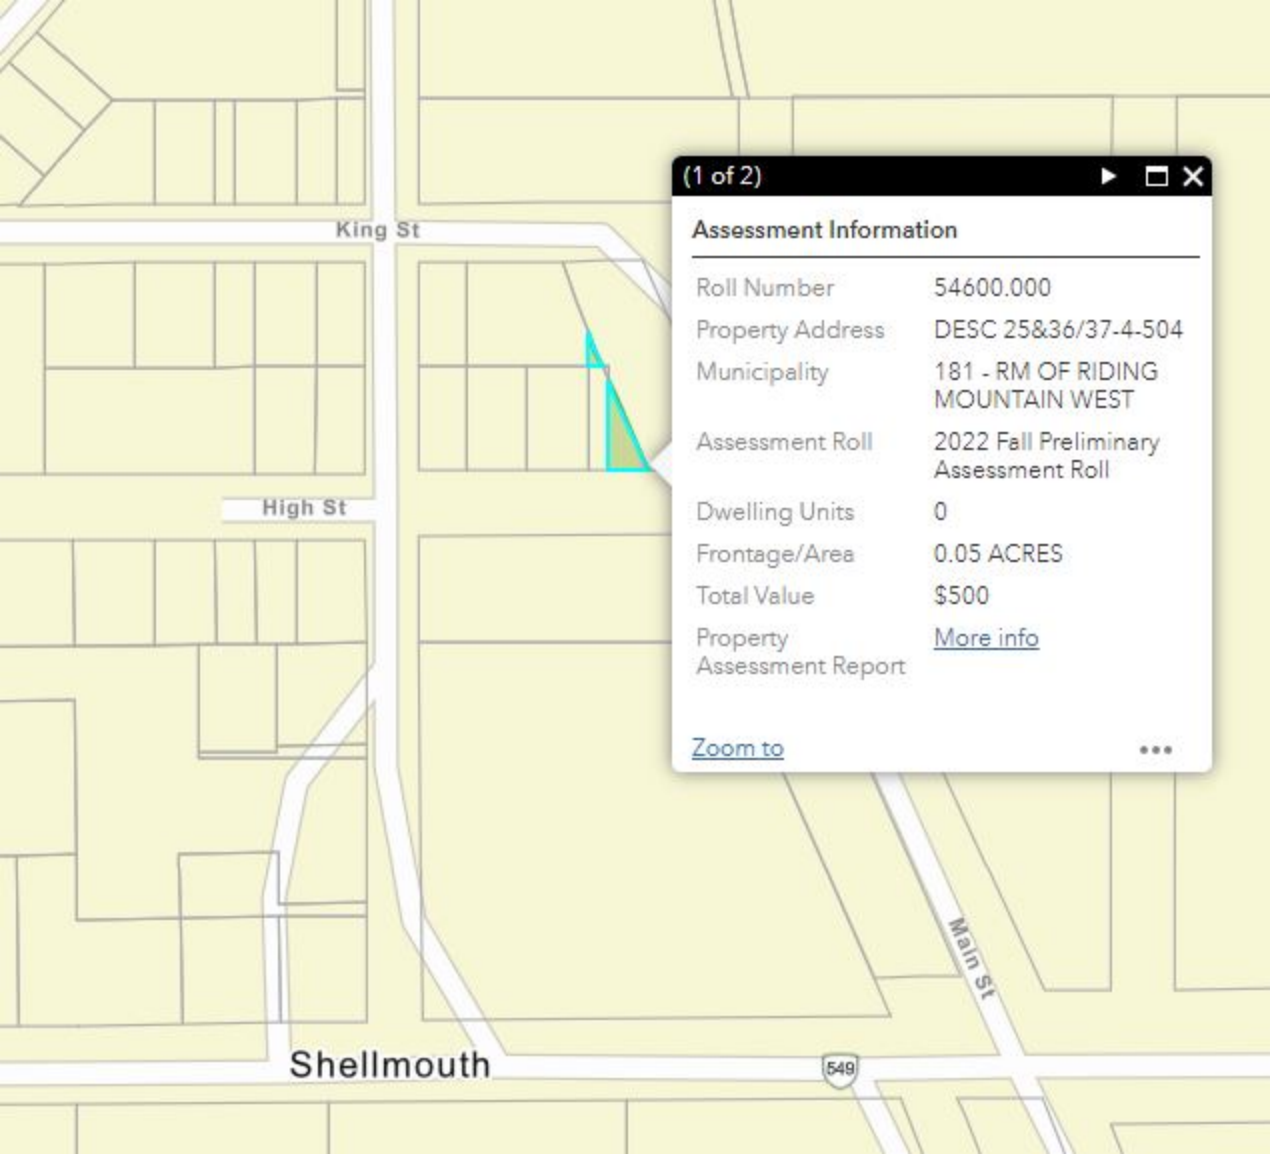 (1 of 2)
King St
Assessment Information
Roll Number 54600.000
Property Address DESC 25&36/37-4-504
Municipality 181 - RM OF RIDING
MOUNTAIN WEST
Assessment Roll 2022 Fall Preliminary
Assessment Roll
High St
Dwelling Units 0
Frontage/Area 0.05 ACRES
Total Value $500
Property More info
Assessment Report
Zoom to
Main St
Shellmouth
549